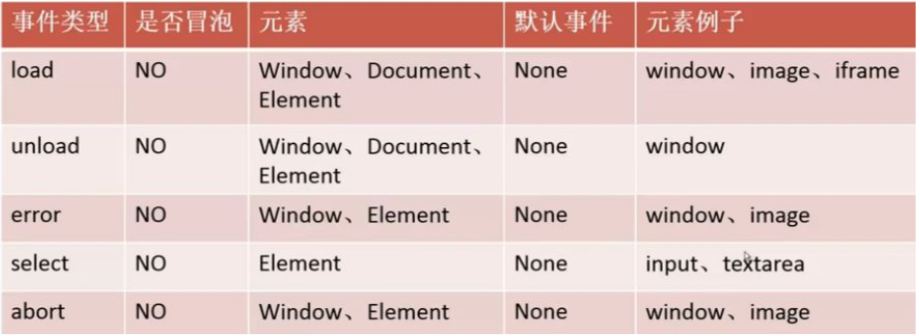 事件类型 是否冒泡 元素 默认事件 元素例子
load NO Window、Document、Element None window、image、iframe
unload NO Window、Document、Element None window
error NO Window、Element None window、image
select NO Element None input、textarea
abort NO Window、Element None window、image